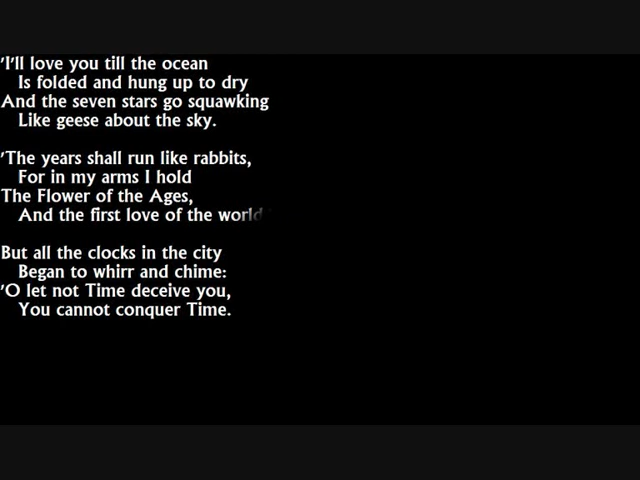 'I'll love you till the ocean
Is folded and hung up to dry
And the seven stars go squawking
Like geese about the sky.
'The years shall run like rabbits,
For in my arms I hold
The Flower of the Ages,
And the first love of the world
But all the clocks in the city
Began to whirr and chime:
'O let not Time deceive you,
You cannot conquer Time.